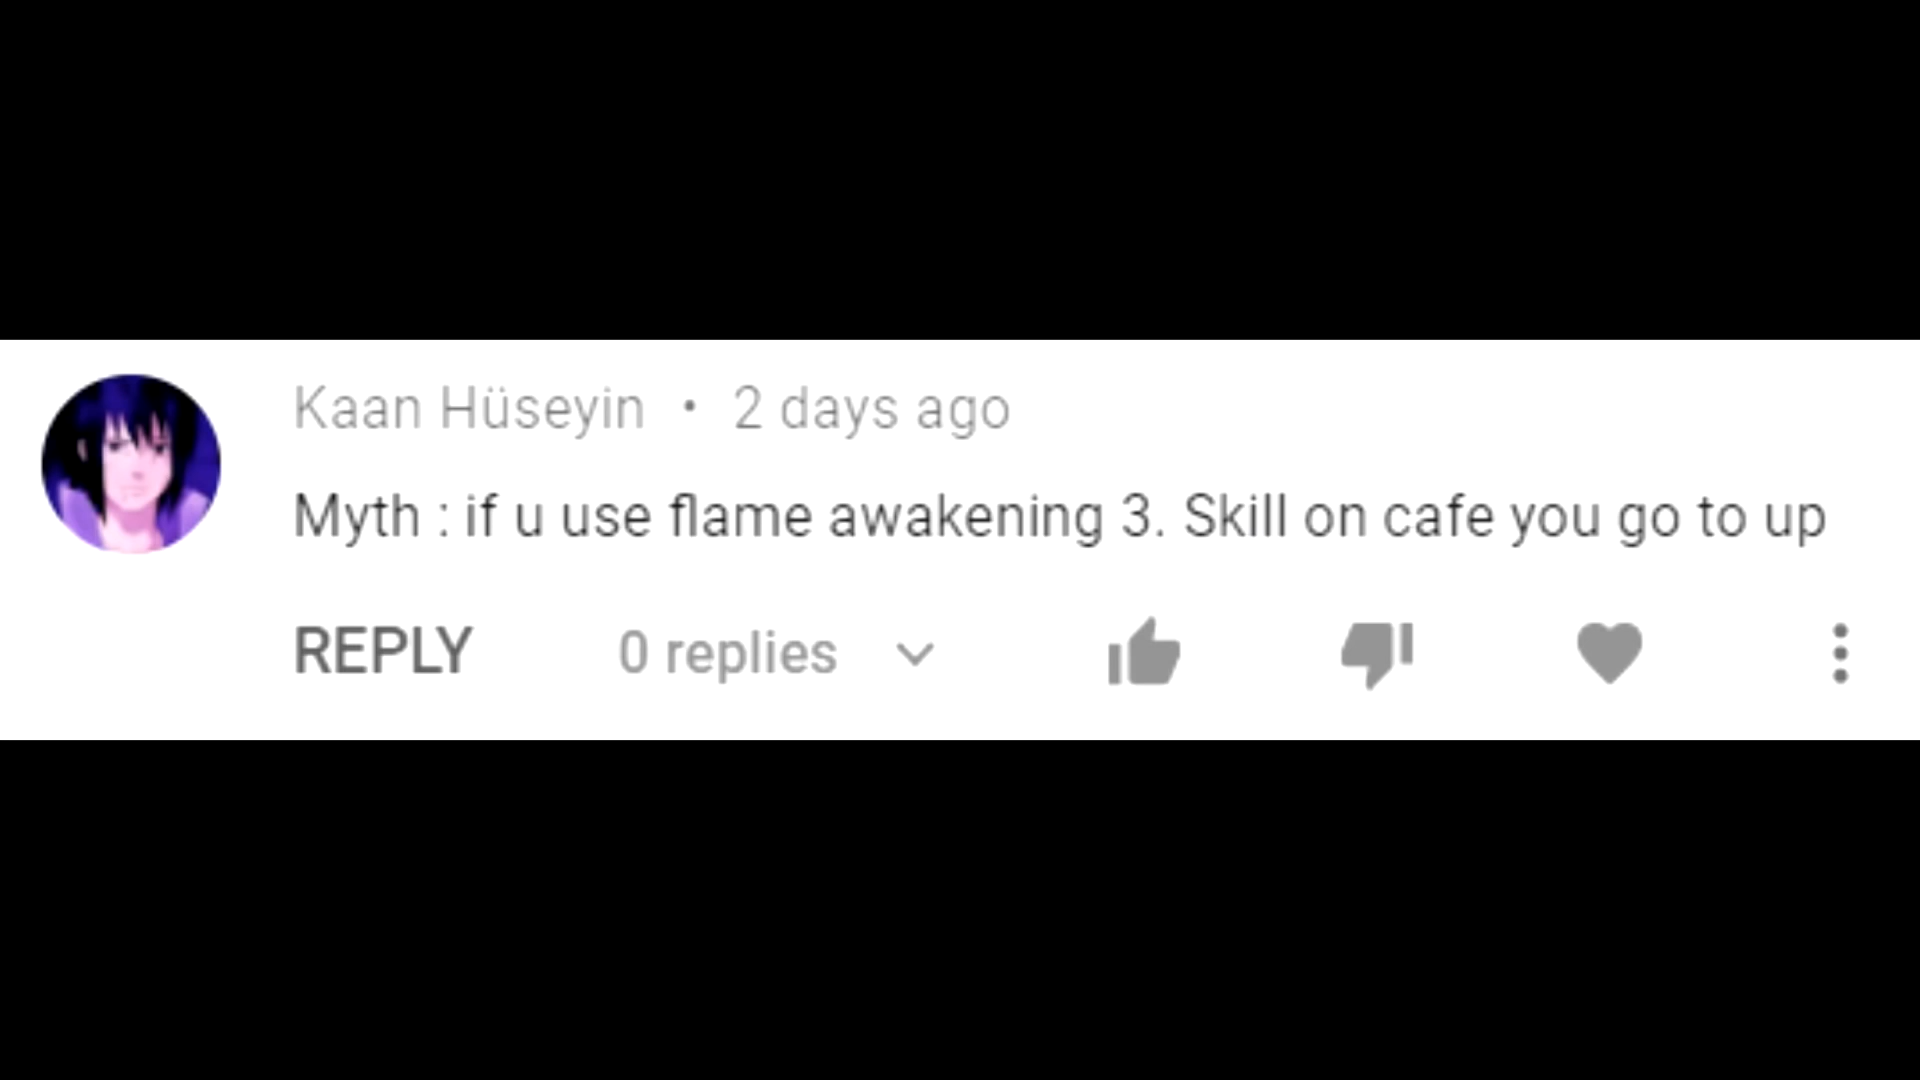 Kaan Hüseyin • 2 days ago
Myth : if u use flame awakening 3. Skill on cafe you go to up
REPLY 0 replies